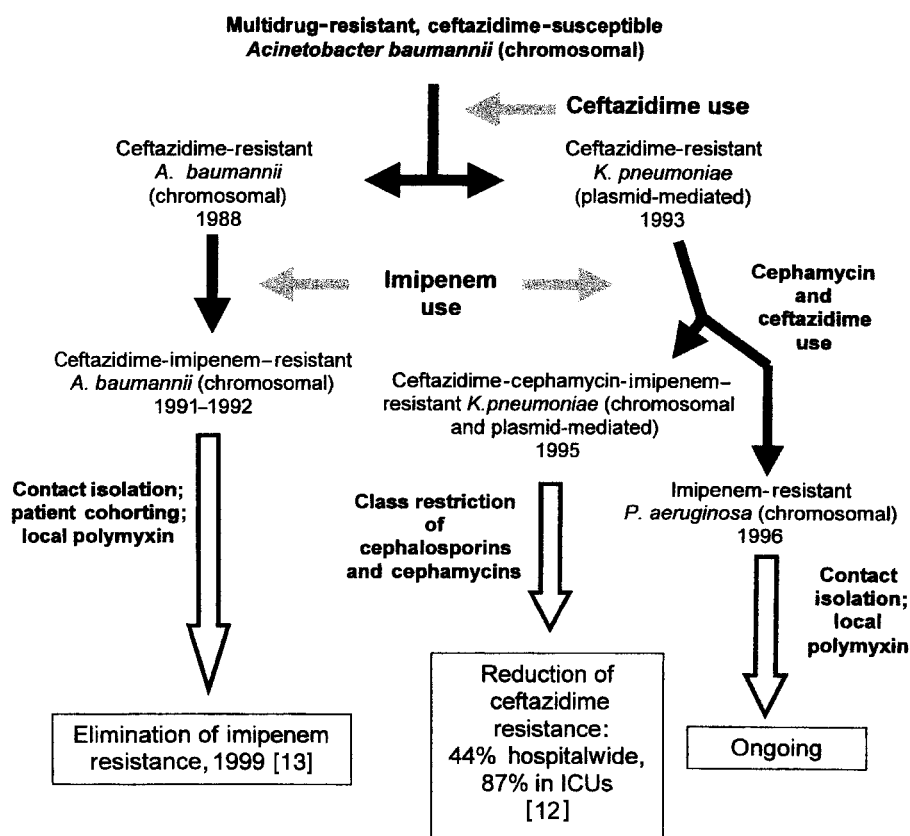 Multidrug-resistant, ceftazidime-susceptible
Acinetobacter baumannii (chromosomal)
Ceftazidime use
Ceftazidime-resistant
A. baumannii
(chromosomal)
1988
Ceftazidime-resistant
K. pneumoniae
(plasmid-mediated)
1993
Imipenem
use
Cephamycin
and
ceftazidime
use
Ceftazidime-imipenem–resistant
A. baumannii (chromosomal)
1991–1992
Ceftazidime-cephamycin-imipenem–
resistant K.pneumoniae (chromosomal
and plasmid-mediated)
1995
Imipenem-resistant
P. aeruginosa (chromosomal)
1996
Contact isolation;
patient cohorting;
local polymyxin
Class restriction
of
cephalosporins
and cephamycins
Contact
isolation;
local
polymyxin
Elimination of imipenem
resistance, 1999 [13]
Reduction of
ceftazidime
resistance:
44% hospitalwide,
87% in ICUs
[12]
Ongoing